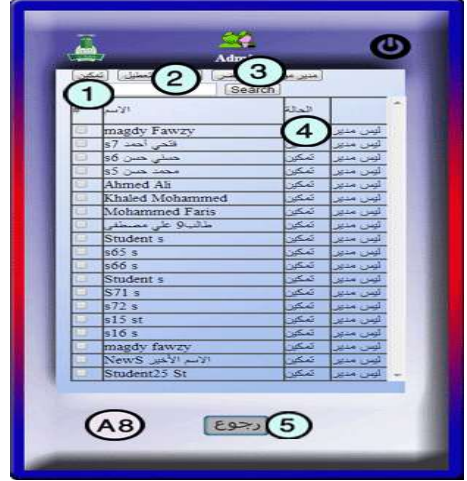 Admi
تمكين تعطيل مدير
1 2 3
Search
# الاسم الحالة
4
magdy Fawzy ليس مدير
فتحي أحمد s7 تمكين ليس مدير
حسني حسن s6 تمكين ليس مدير
محمد حسن s5 تمكين ليس مدير
Ahmed Ali تمكين ليس مدير
Khaled Mohammed تمكين ليس مدير
Mohammed Faris تمكين ليس مدير
طالب9 علي مصطفى تمكين ليس مدير
Student s تمكين ليس مدير
s65 s تمكين ليس مدير
s66 s تمكين ليس مدير
Student s تمكين ليس مدير
S71 s تمكين ليس مدير
s72 s تمكين ليس مدير
s15 st تمكين ليس مدير
s16 s تمكين ليس مدير
magdy fawzy تمكين ليس مدير
NewS الاسم الأخير تمكين ليس مدير
Student25 St تمكين ليس مدير
A8 رجوع 5